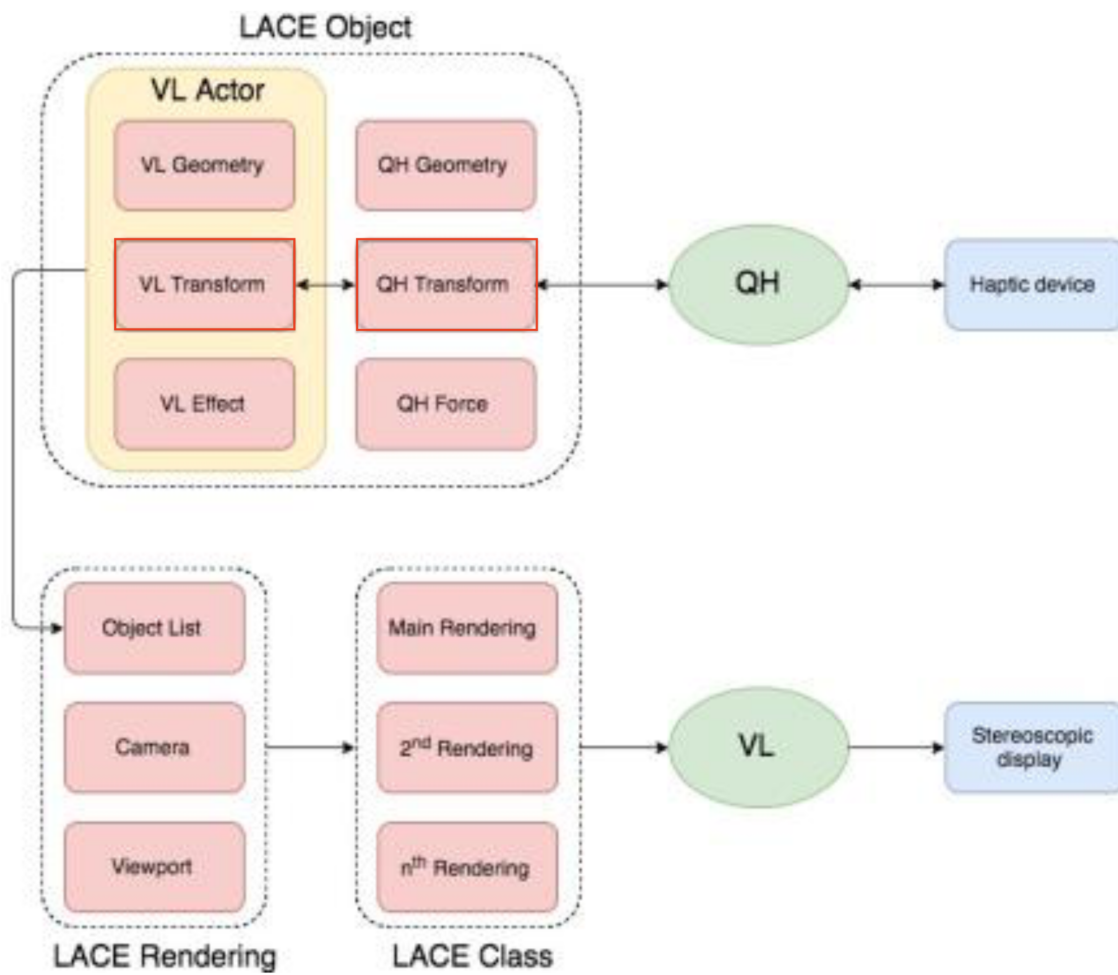 LACE Object
VL Actor
VL Geometry
QH Geometry
VL Transform
QH Transform
QH
Haptic device
VL Effect
QH Force
Object List
Main Rendering
Camera
2nd Rendering
VL
Stereoscopic
display
Viewport
nth Rendering
LACE Rendering
LACE Class